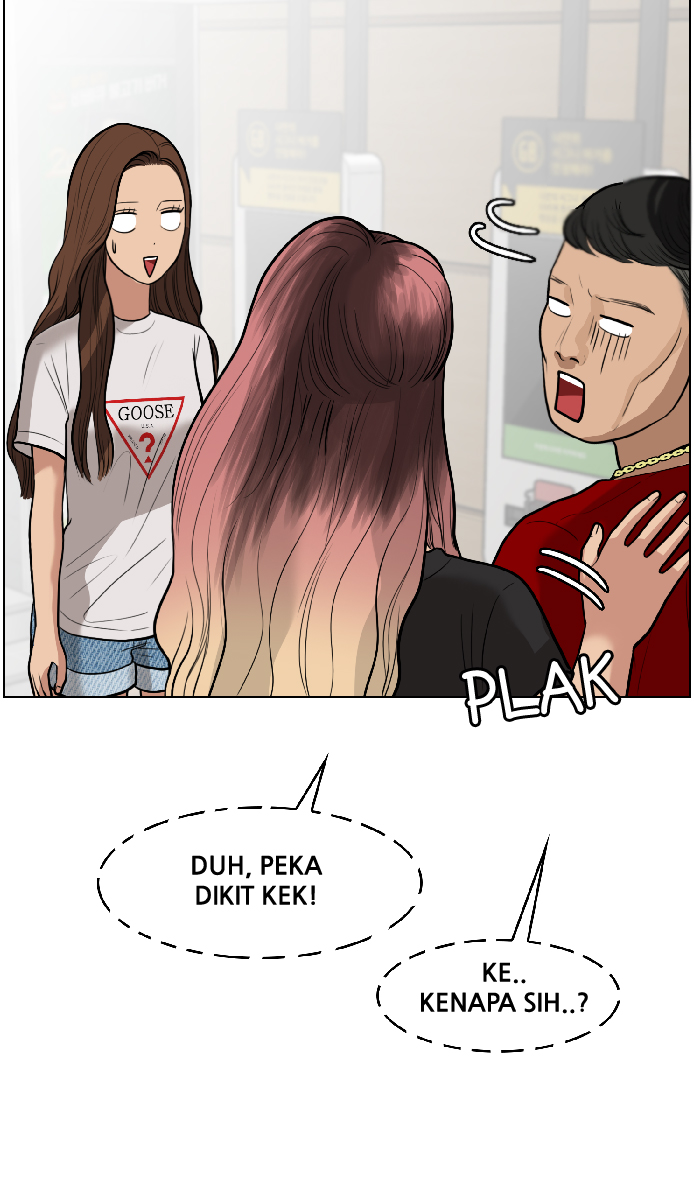 GOOSE
U.S.A
?
PLAK
DUH, PEKA
DIKIT KEK!
KE..
KENAPA SIH..?